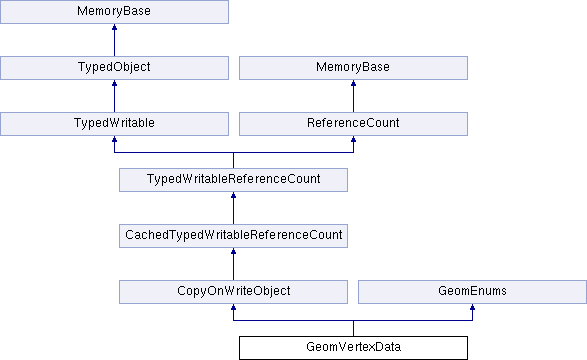 MemoryBase
TypedObject
MemoryBase
TypedWritable
ReferenceCount
TypedWritableReferenceCount
CachedTypedWritableReferenceCount
CopyOnWriteObject
GeomEnums
GeomVertexData